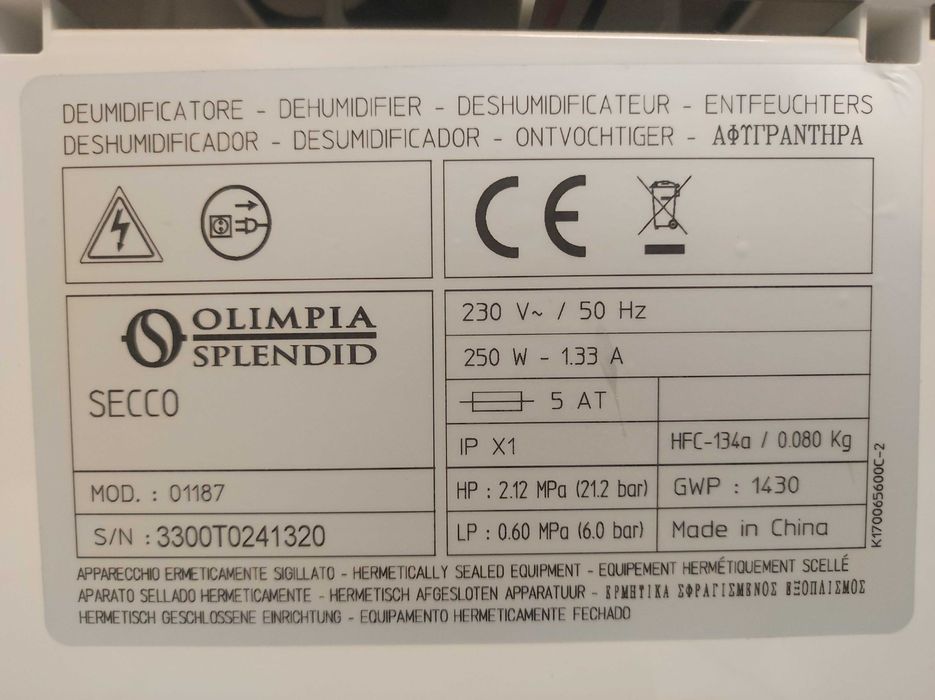 DEUMIDIFICATORE - DEHUMIDIFIER - DESHUMIDIFICATEUR - ENTFEUCHTERS
DESHUMIDIFICADOR - DESUMIDIFICADOR - ONTVOCHTIGER - ΑΦΥΓΡΑΝΤΗΡΑ
CE
OLIMPIA
SPLENDID
SECCO
MOD. : 01187
S/N : 3300T0241320
230 V~ / 50 Hz
250 W - 1.33 A
5 AT
IP X1
HFC-134a / 0.080 Kg
HP : 2.12 MPa (21.2 bar)
GWP : 1430
LP : 0.60 MPa (6.0 bar)
Made in China
K170065600C-2
APPARECCHIO ERMETICAMENTE SIGILLATO - HERMETICALLY SEALED EQUIPMENT - EQUIPEMENT HERMÉTIQUEMENT SCELLÉ
APARATO SELLADO HERMETICAMENTE - HERMETISCH AFGESLOTEN APPARATUUR - ΕΡΜΗΤΙΚΑ ΣΦΡΑΓΙΣΜΕΝΟΣ ΕΞΟΠΛΙΣΜΟΣ
HERMETISCH GESCHLOSSENE EINRICHTUNG - EQUIPAMENTO HERMETICAMENTE FECHADO